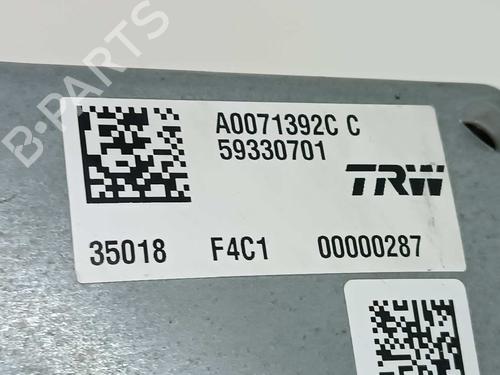 B-PARTS
A0071392C C
59330701
TRW
35018 F4C1 00000287